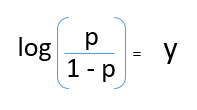 log(p / 1 - p) = y